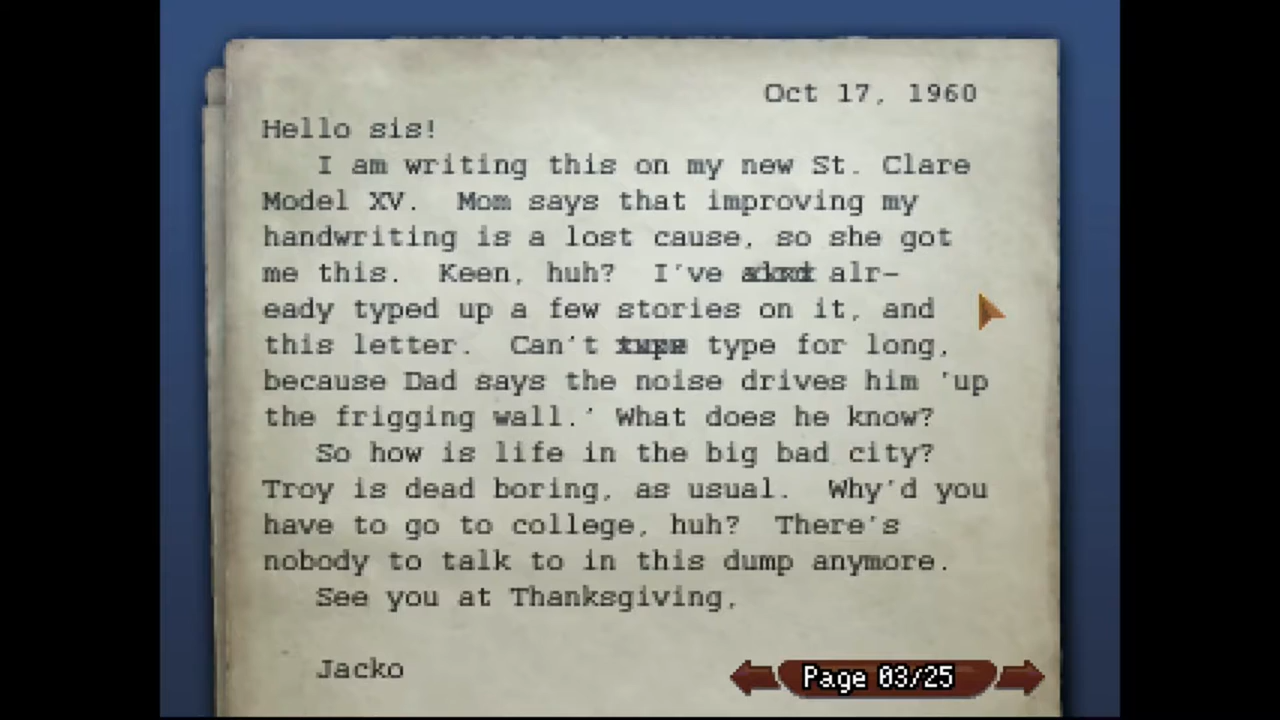 Oct 17, 1960
Hello sis!
I am writing this on my new St. Clare
Model XV. Mom says that improving my
handwriting is a lost cause, so she got
me this. Keen, huh? I've alr-
eady typed up a few stories on it, and
this letter. Can't type for long,
because Dad says the noise drives him 'up
the frigging wall.' What does he know?
So how is life in the big bad city?
Troy is dead boring, as usual. Why'd you
have to go to college, huh? There's
nobody to talk to in this dump anymore.
See you at Thanksgiving,
Jacko
Page 03/25